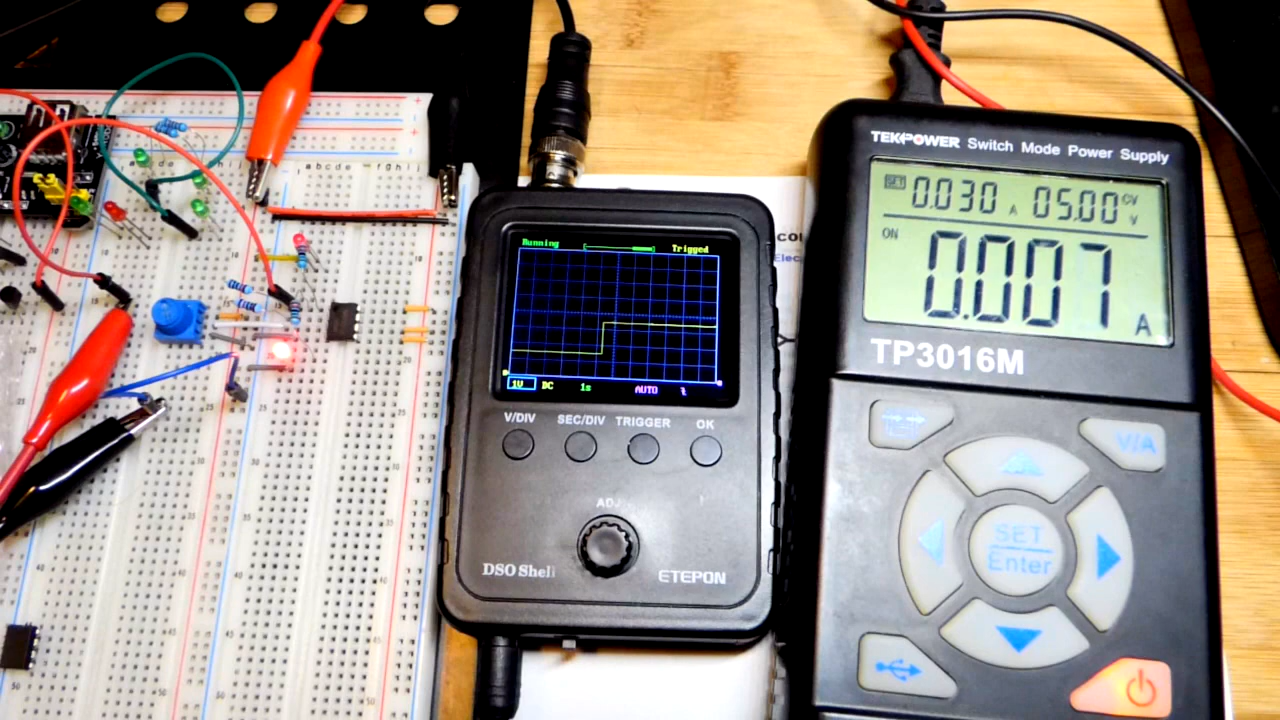 TEKPOWER Switch Mode Power Supply
SET 0.030 A 05.00 CV V
ON
0.007 A
TP3016M
V/A
SET
Enter
Running Trigged
1V DC 1s AUTO
V/DIV SEC/DIV TRIGGER OK
ADJ
DSO Shell
ETEPON